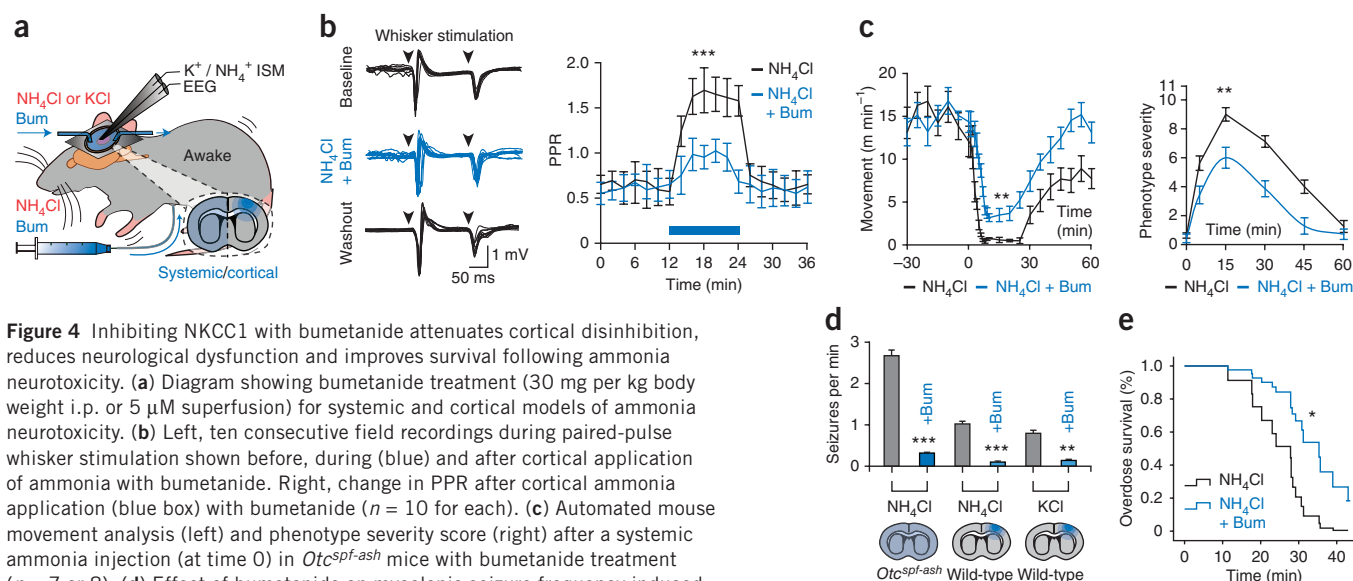 a
K+ / NH4+ ISM
EEG
NH4Cl or KCl
Bum
Awake
NH4Cl
Bum
Systemic/cortical
b
Whisker stimulation
Baseline
NH4Cl
+ Bum
Washout
1 mV
50 ms
***
NH4Cl
NH4Cl
+ Bum
PPR
2.0
1.5
1.0
0.5
0
0 6 12 18 24 30 36
Time (min)
c
Movement (m min−1)
20
15
10
5
0
**
Time
(min)
−30 0 30 60
NH4Cl NH4Cl + Bum
Phenotype severity
11
10
8
6
4
2
0
**
Time (min)
0 15 30 45 60
NH4Cl NH4Cl + Bum
Figure 4 Inhibiting NKCC1 with bumetanide attenuates cortical disinhibition,
reduces neurological dysfunction and improves survival following ammonia
neurotoxicity. (a) Diagram showing bumetanide treatment (30 mg per kg body
weight i.p. or 5 μM superfusion) for systemic and cortical models of ammonia
neurotoxicity. (b) Left, ten consecutive field recordings during paired-pulse
whisker stimulation shown before, during (blue) and after cortical application
of ammonia with bumetanide. Right, change in PPR after cortical ammonia
application (blue box) with bumetanide (n = 10 for each). (c) Automated mouse
movement analysis (left) and phenotype severity score (right) after a systemic
ammonia injection (at time 0) in Otcspf-ash mice with bumetanide treatment
d
Seizures per min
3
2
1
0
+Bum
***
+Bum
***
+Bum
**
NH4Cl NH4Cl KCl
Otcspf-ash Wild-type Wild-type
e
Overdose survival (%)
1.0
0.8
0.6
0.4
0.2
0
*
NH4Cl
NH4Cl
+ Bum
0 10 20 30 40
Time (min)